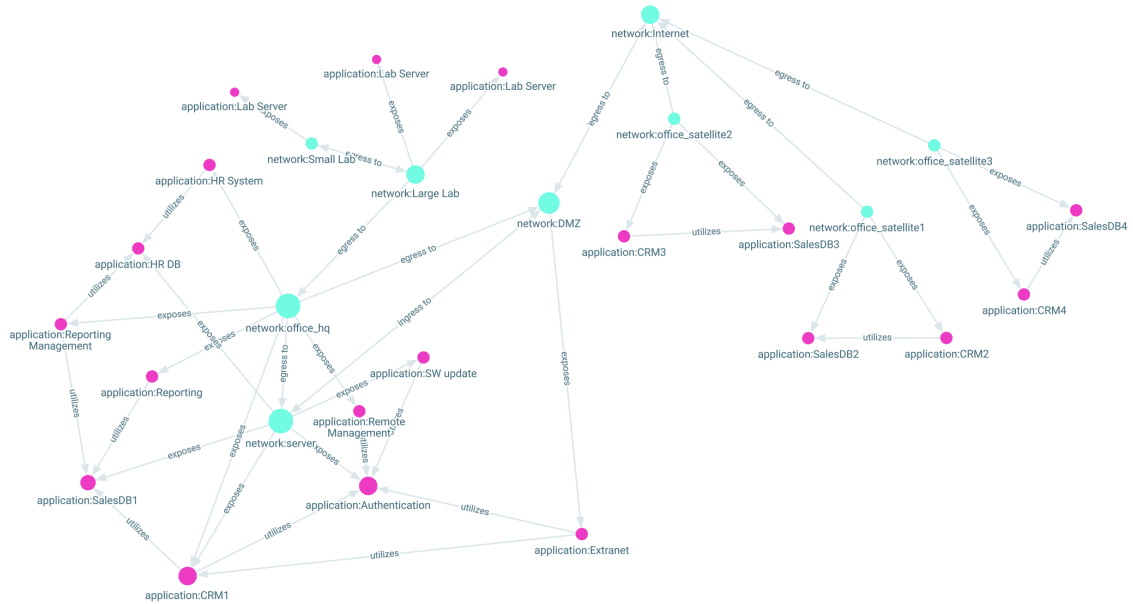 network:Internet
application:Lab Server
application:Lab Server
egress to
egress to
application:Lab Server
egress to
egress to
egress to
exposes
exposes
exposes
network:office_satellite2
network:Small Lab
egress to
network:office_satellite3
application:HR System
exposes
exposes
exposes
network:Large Lab
utilizes
exposes
network:DMZ
network:office_satellite1
application:SalesDB4
utilizes
egress to
application:CRM3
application:SalesDB3
egress to
utilizes
application:HR DB
exposes
exposes
exposes
utilizes
application:CRM4
ingress to
exposes
network:office_hq
application:Reporting
Management
exposes
exposes
utilizes
application:SalesDB2
application:CRM2
egress to
exposes
exposes
application:SW update
exposes
application:Reporting
utilizes
exposes
application:Remote
Management
utilizes
utilizes
network:server
exposes
exposes
exposes
utilizes
application:SalesDB1
exposes
application:Authentication
utilizes
utilizes
utilizes
application:Extranet
utilizes
application:CRM1